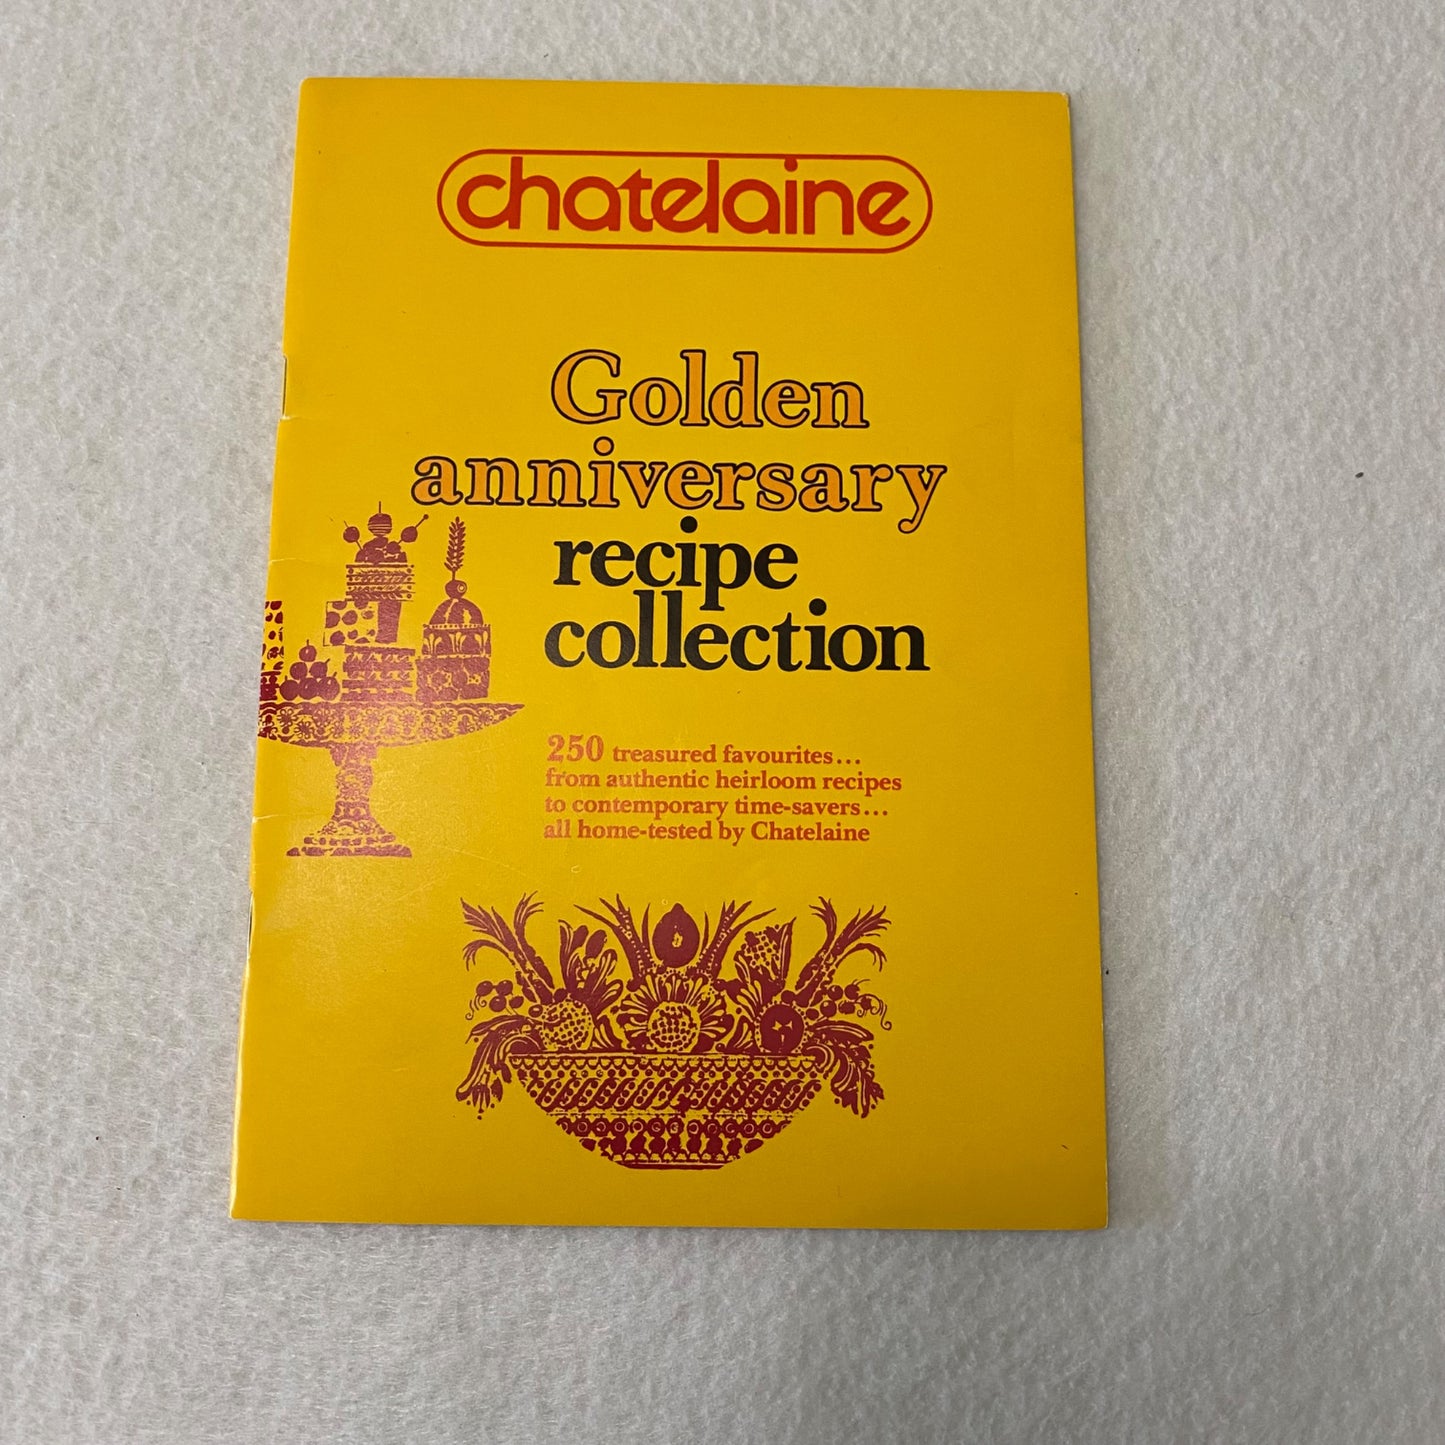 chatelaine
Golden
anniversary
recipe
collection
250 treasured favourites...
from authentic heirloom recipes
to contemporary time-savers...
all home-tested by Chatelaine